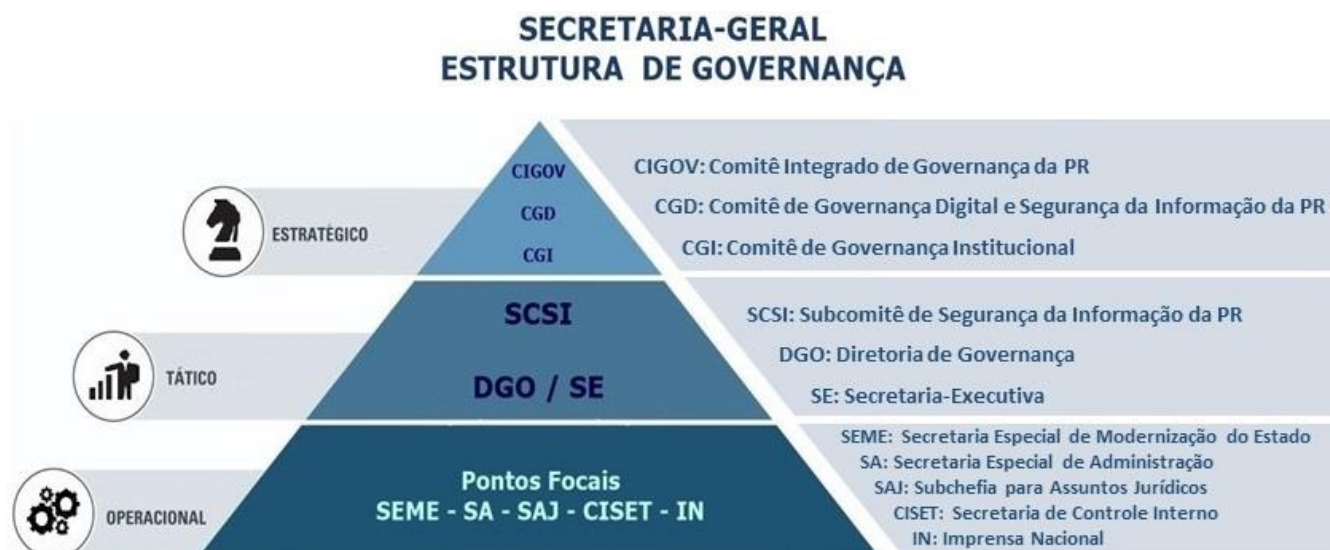 SECRETARIA-GERAL
ESTRUTURA DE GOVERNANÇA
ESTRATÉGICO
CIGOV
CGD
CGI
CIGOV: Comitê Integrado de Governança da PR
CGD: Comitê de Governança Digital e Segurança da Informação da PR
CGI: Comitê de Governança Institucional
TÁTICO
SCSI
DGO / SE
SCSI: Subcomitê de Segurança da Informação da PR
DGO: Diretoria de Governança
SE: Secretaria-Executiva
OPERACIONAL
Pontos Focais
SEME - SA - SAJ - CISET - IN
SEME: Secretaria Especial de Modernização do Estado
SA: Secretaria Especial de Administração
SAJ: Subchefia para Assuntos Jurídicos
CISET: Secretaria de Controle Interno
IN: Imprensa Nacional